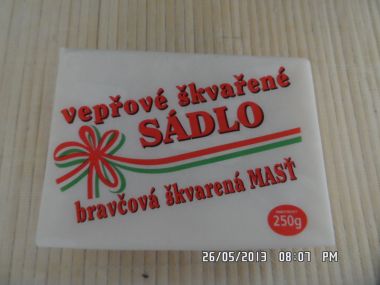 vepřové škvařené
SÁDLO
bravčová škvarená MASŤ
250g
26/05/2013 08:07 PM